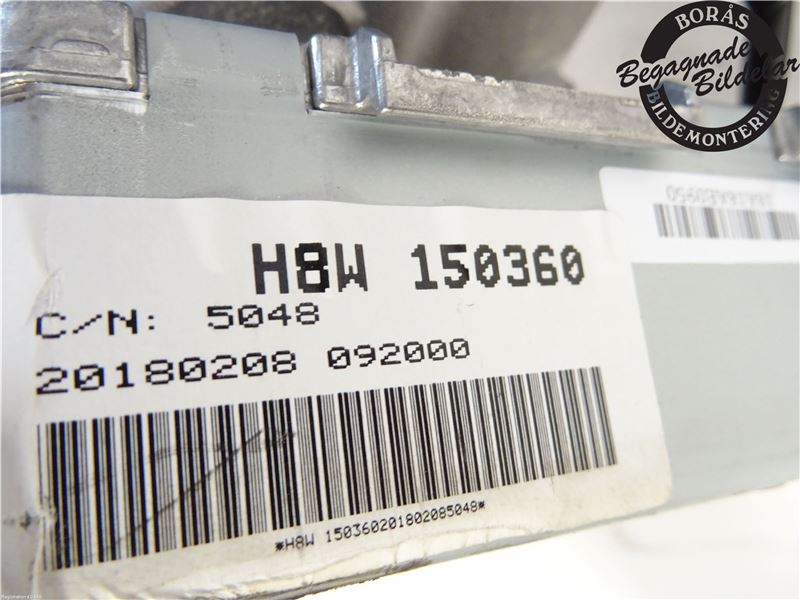 BORÅS
Begagnade
Bildelar
BILDEMONTERING
H8W 150360
C/N: 5048
20180208 092000
*H8W 150360201802085048*